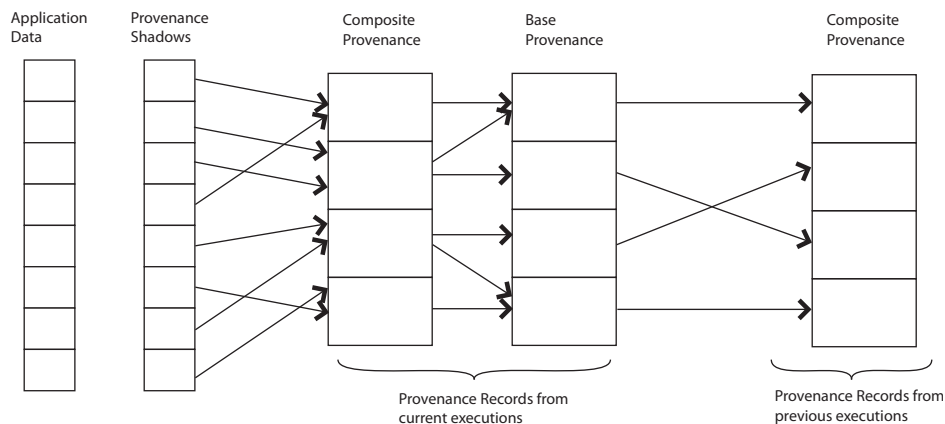 Application
Data
Provenance
Shadows
Composite
Provenance
Base
Provenance
Composite
Provenance
Provenance Records from
current executions
Provenance Records from
previous executions